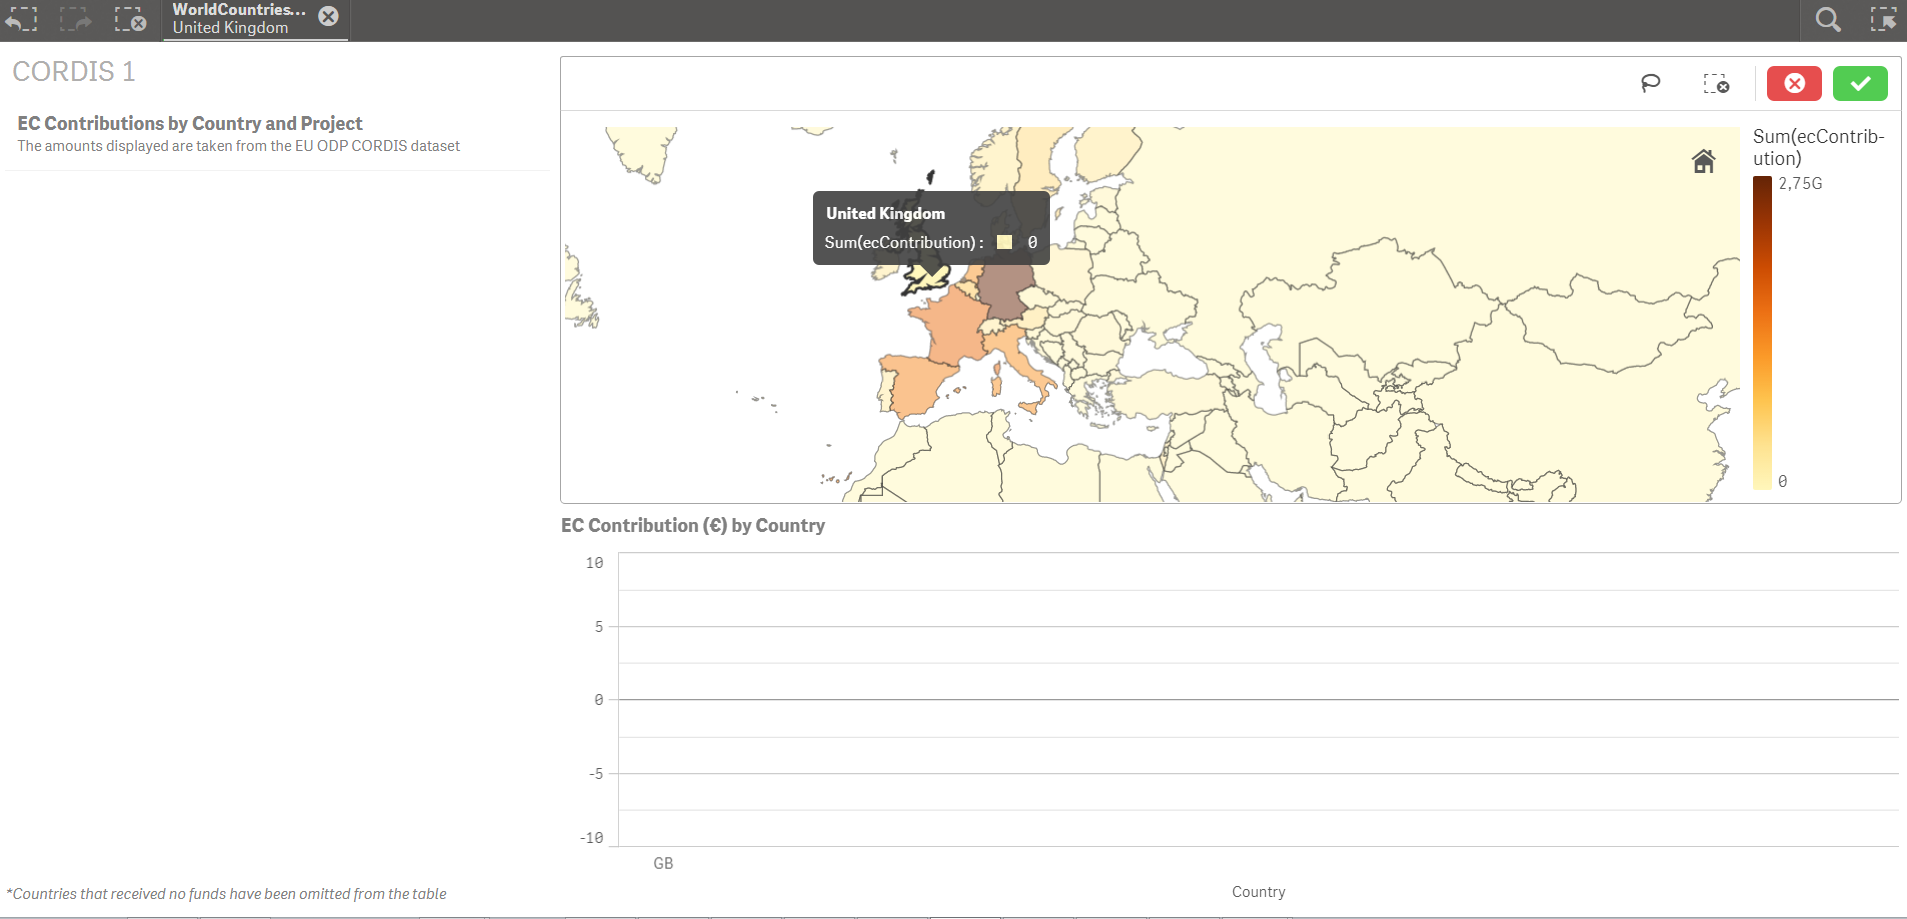 WorldCountries...
United Kingdom
CORDIS 1
EC Contributions by Country and Project
The amounts displayed are taken from the EU ODP CORDIS dataset
Sum(ecContrib-
ution)
2,75G
0
United Kingdom
Sum(ecContribution) : 0
EC Contribution (€) by Country
10
5
0
-5
-10
GB
Country
*Countries that received no funds have been omitted from the table